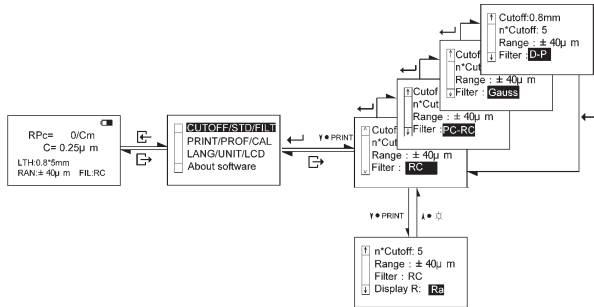 RPc= 0/Cm
C= 0.25µ m
LTH:0.8*5mm
RAN:± 40µ m FIL:RC
CUTOFF/STD/FILT
PRINT/PROF/CAL
LANG/UNIT/LCD
About software
PRINT
Cutof
n*Cut
Range : ± 40µ m
Filter : RC
Cutof
n*Cut
Range : ± 40µ m
Filter : PC-RC
Cutof
n*Cut
Range : ± 40µ m
Filter : Gauss
Cutoff:0.8mm
n*Cutoff: 5
Range : ± 40µ m
Filter : D-P
PRINT
n*Cutoff: 5
Range : ± 40µ m
Filter : RC
Display R: Ra